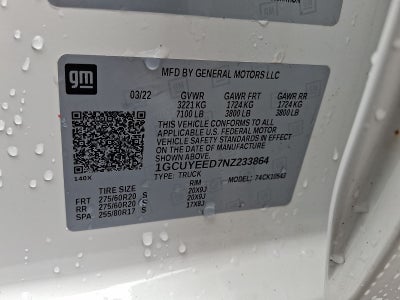 gm
MFD BY GENERAL MOTORS LLC
03/22 GVWR GAWR FRT GAWR RR
3221 KG 1724 KG 1724 KG
7100 LB 3800 LB 3800 LB
THIS VEHICLE CONFORMS TO ALL
APPLICABLE U.S. FEDERAL MOTOR
VEHICLE SAFETY STANDARDS IN EFFECT
ON THE DATE OF MANUFACTURE SHOWN ABOVE.
1GCUYEED7NZ233864
140X TYPE: TRUCK MODEL: 74CK10543
TIRE SIZE RIM
FRT 275/60R20 S 20X9J
RR 275/60R20 S 20X9J
SPA 255/80R17 S 17X8J